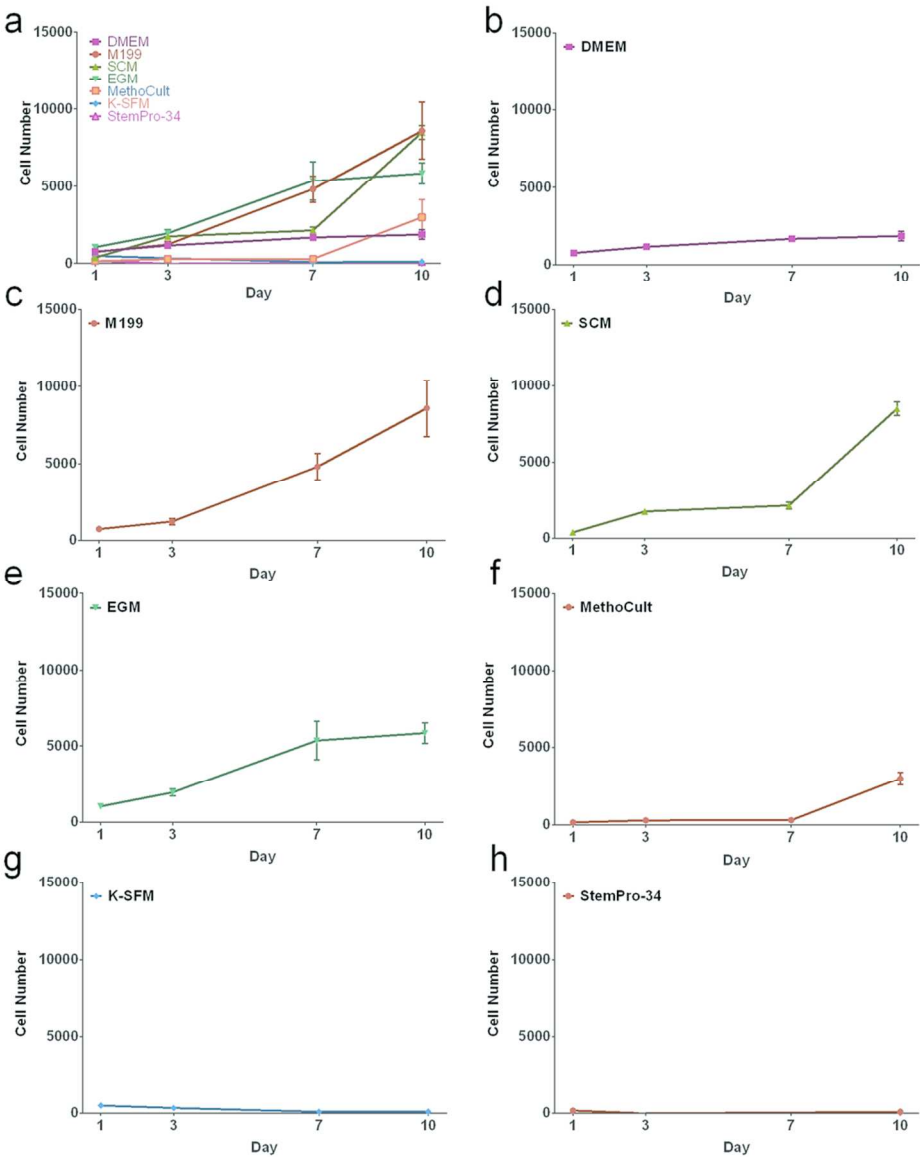 a
15000
10000
5000
0
Cell Number
DMEM
M199
SCM
EGM
MethoCult
K-SFM
StemPro-34
1 3 7 10
Day
b
15000
10000
5000
0
Cell Number
DMEM
1 3 7 10
Day
c
15000
10000
5000
0
Cell Number
M199
1 3 7 10
Day
d
15000
10000
5000
0
Cell Number
SCM
1 3 7 10
Day
e
15000
10000
5000
0
Cell Number
EGM
1 3 7 10
Day
f
15000
10000
5000
0
Cell Number
MethoCult
1 3 7 10
Day
g
15000
10000
5000
0
Cell Number
K-SFM
1 3 7 10
Day
h
15000
10000
5000
0
Cell Number
StemPro-34
1 3 7 10
Day